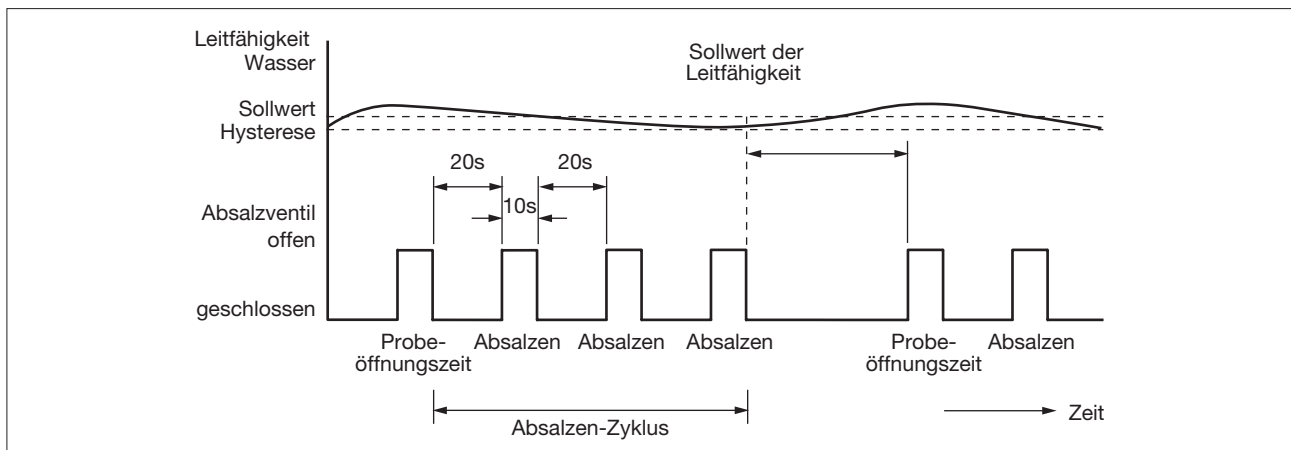 Leitfähigkeit
Wasser
Sollwert der
Leitfähigkeit
Sollwert
Hysterese
20s
20s
10s
Absalzventil
offen
geschlossen
Probe-
öffnungszeit
Absalzen
Absalzen
Absalzen
Probe-
öffnungszeit
Absalzen
Absalzen-Zyklus
Zeit